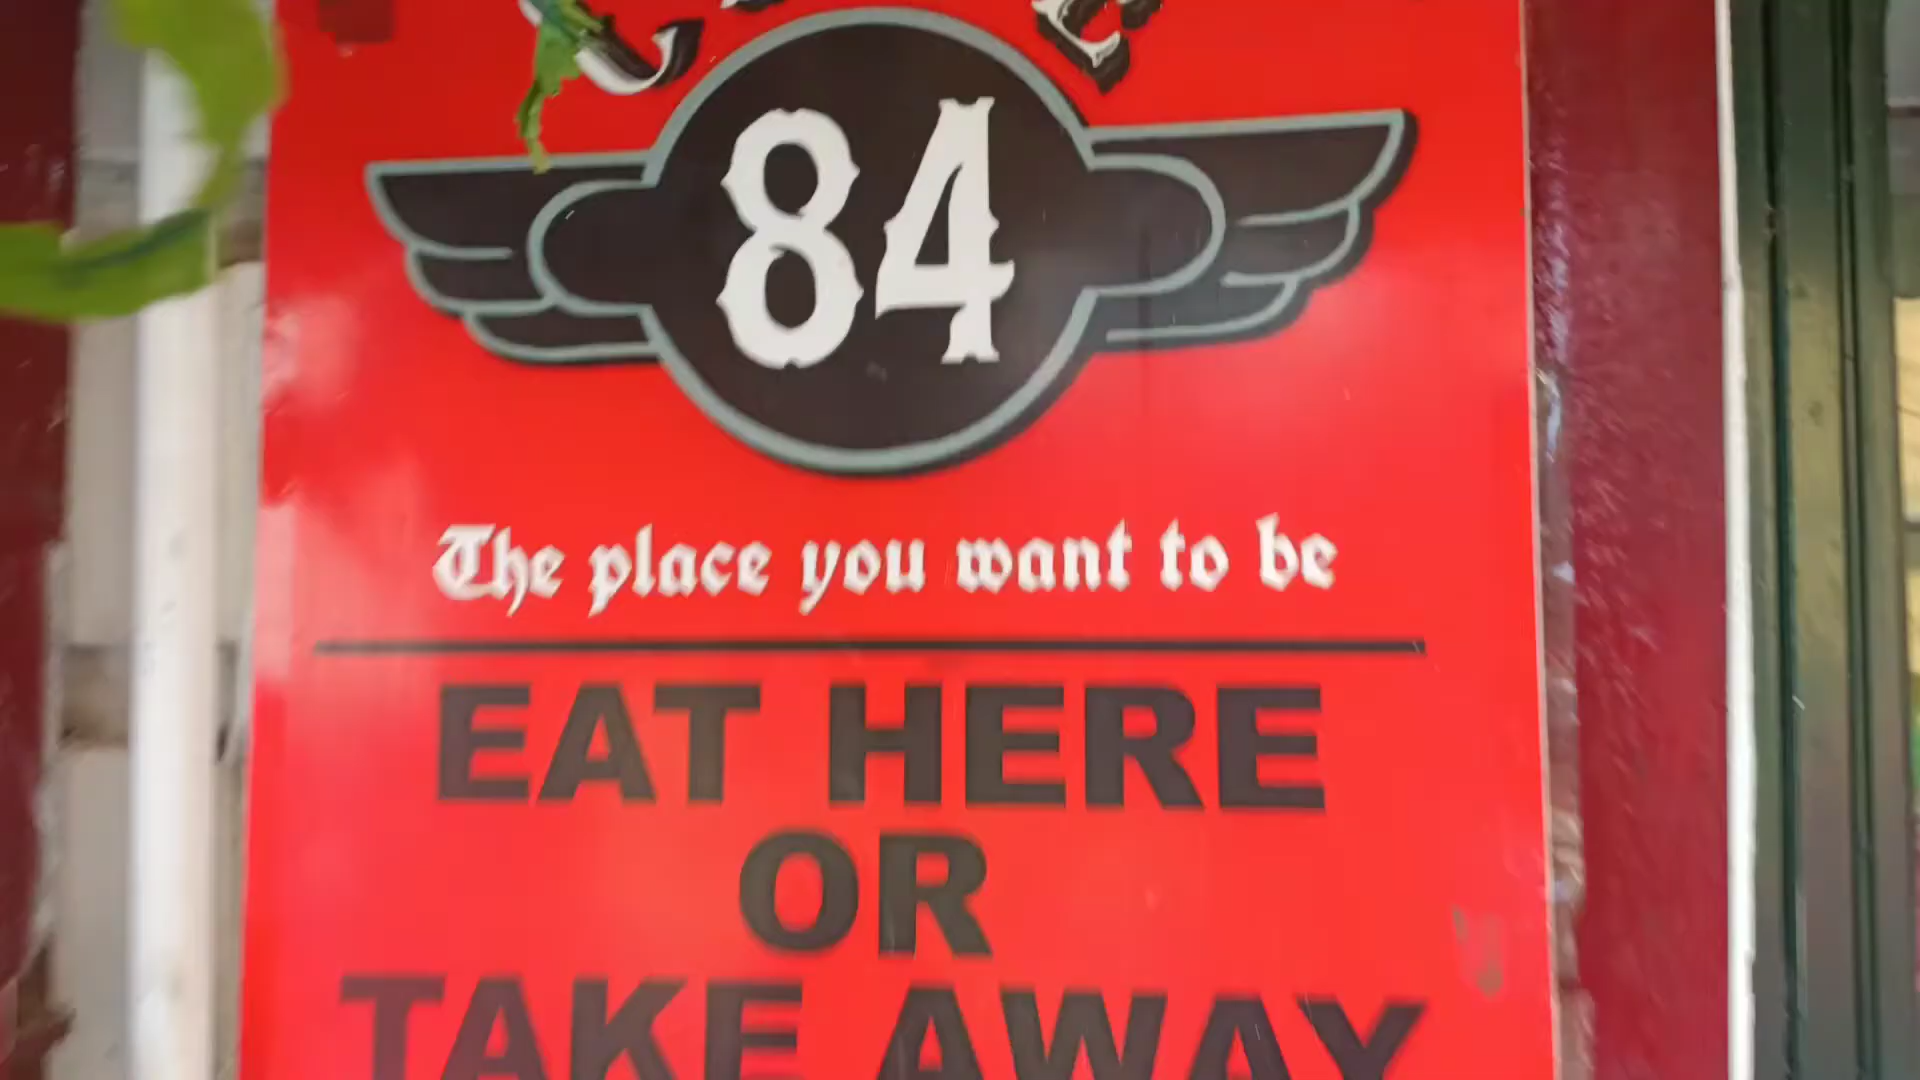 84
The place you want to be
EAT HERE
OR
TAKE AWAY